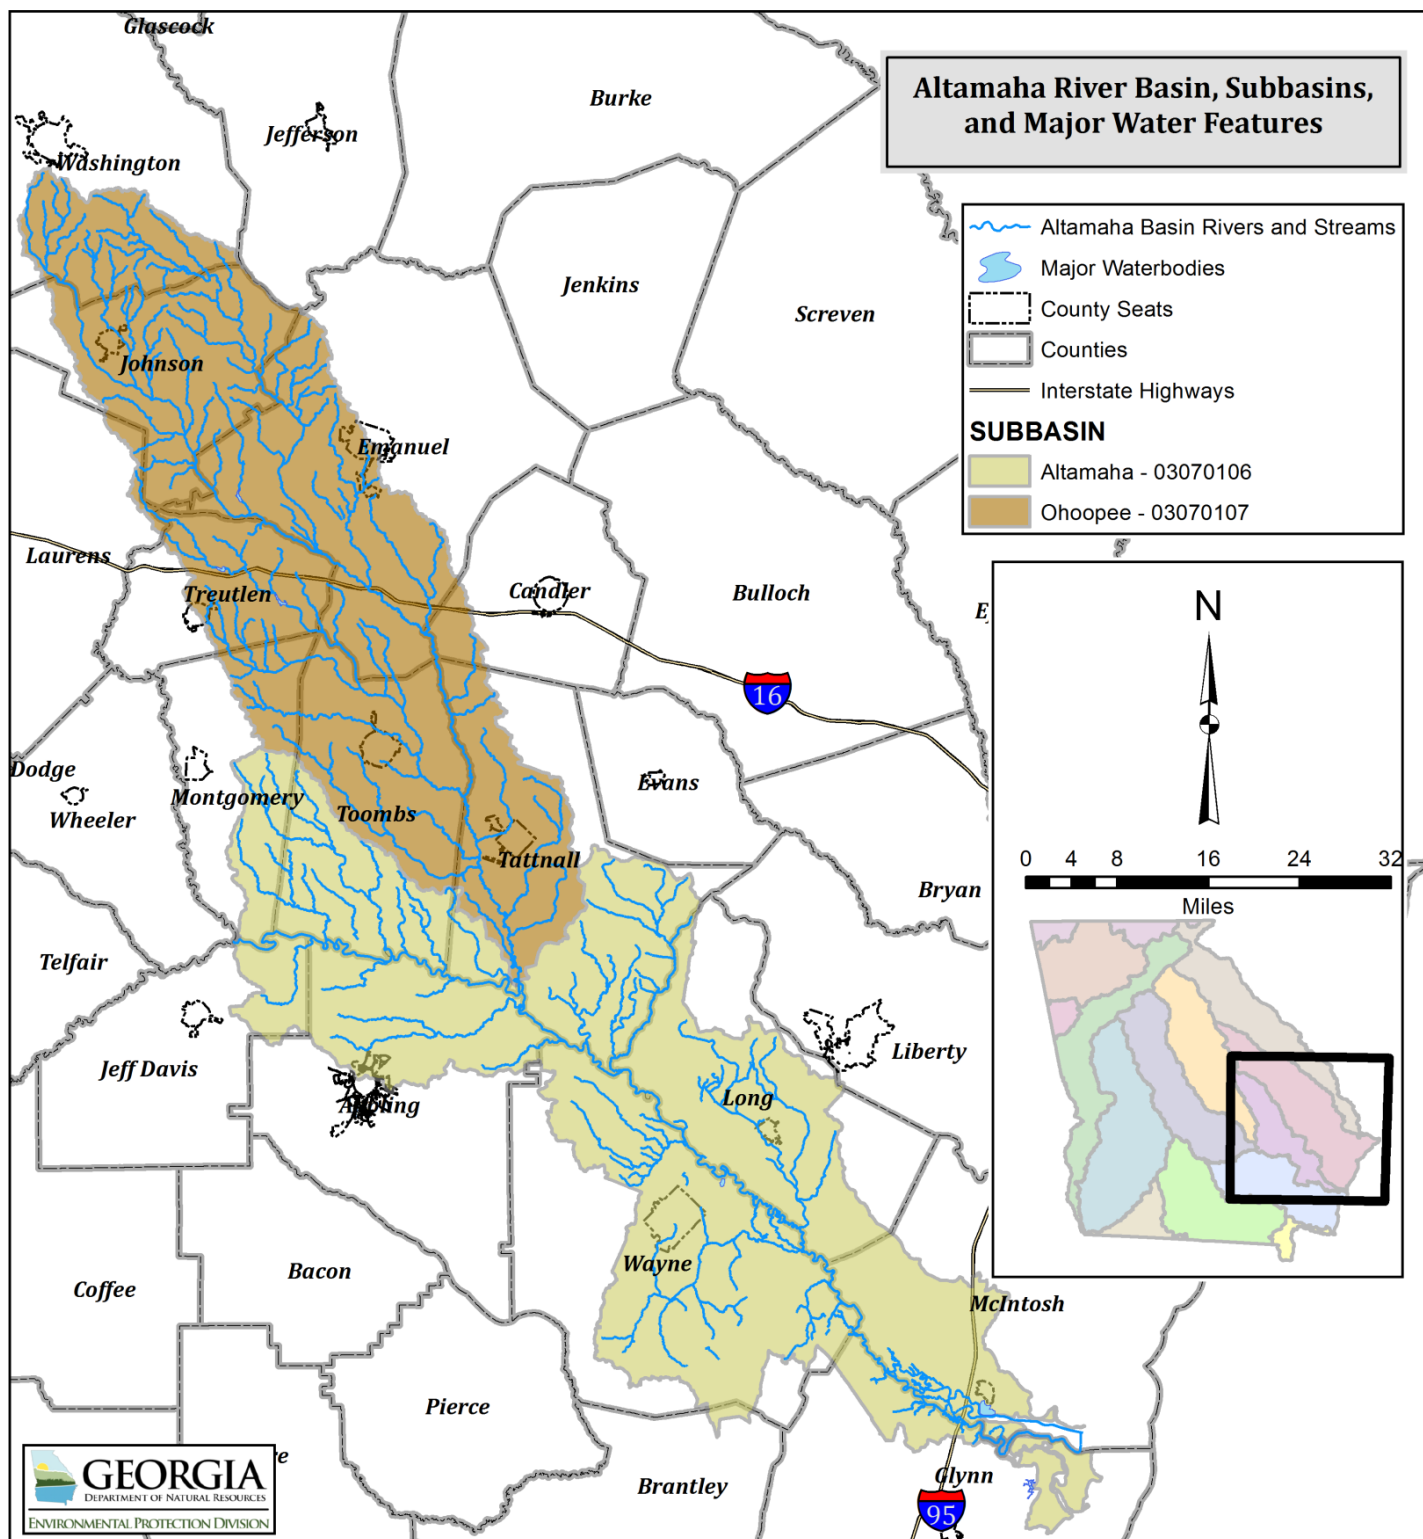 Glascock
Burke
Jefferson
Washington
Altamaha River Basin, Subbasins,
and Major Water Features
Altamaha Basin Rivers and Streams
Major Waterbodies
County Seats
Counties
Interstate Highways
SUBBASIN
Altamaha - 03070106
Ohoopee - 03070107
Jenkins
Screven
Johnson
Emanuel
Laurens
Treutlen
Candler
Bulloch
E
N
16
Dodge
Wheeler
Montgomery
Toombs
Evans
Tattnall
Bryan
0 4 8 16 24 32
Miles
Telfair
Jeff Davis
Appling
Liberty
Long
Coffee
Bacon
Wayne
McIntosh
Pierce
Brantley
Glynn
95
re
GEORGIA
DEPARTMENT OF NATURAL RESOURCES
ENVIRONMENTAL PROTECTION DIVISION